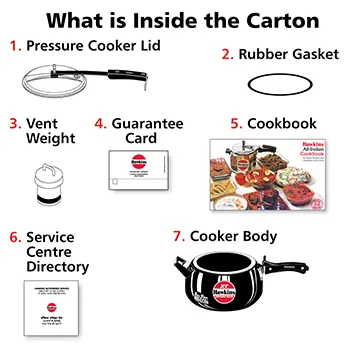 What is Inside the Carton
1. Pressure Cooker Lid
2. Rubber Gasket
3. Vent
Weight
4. Guarantee
Card
5. Cookbook
Hawkins
All-Indian
Cookbook
6. Service
Centre
Directory
7. Cooker Body
Hawkins